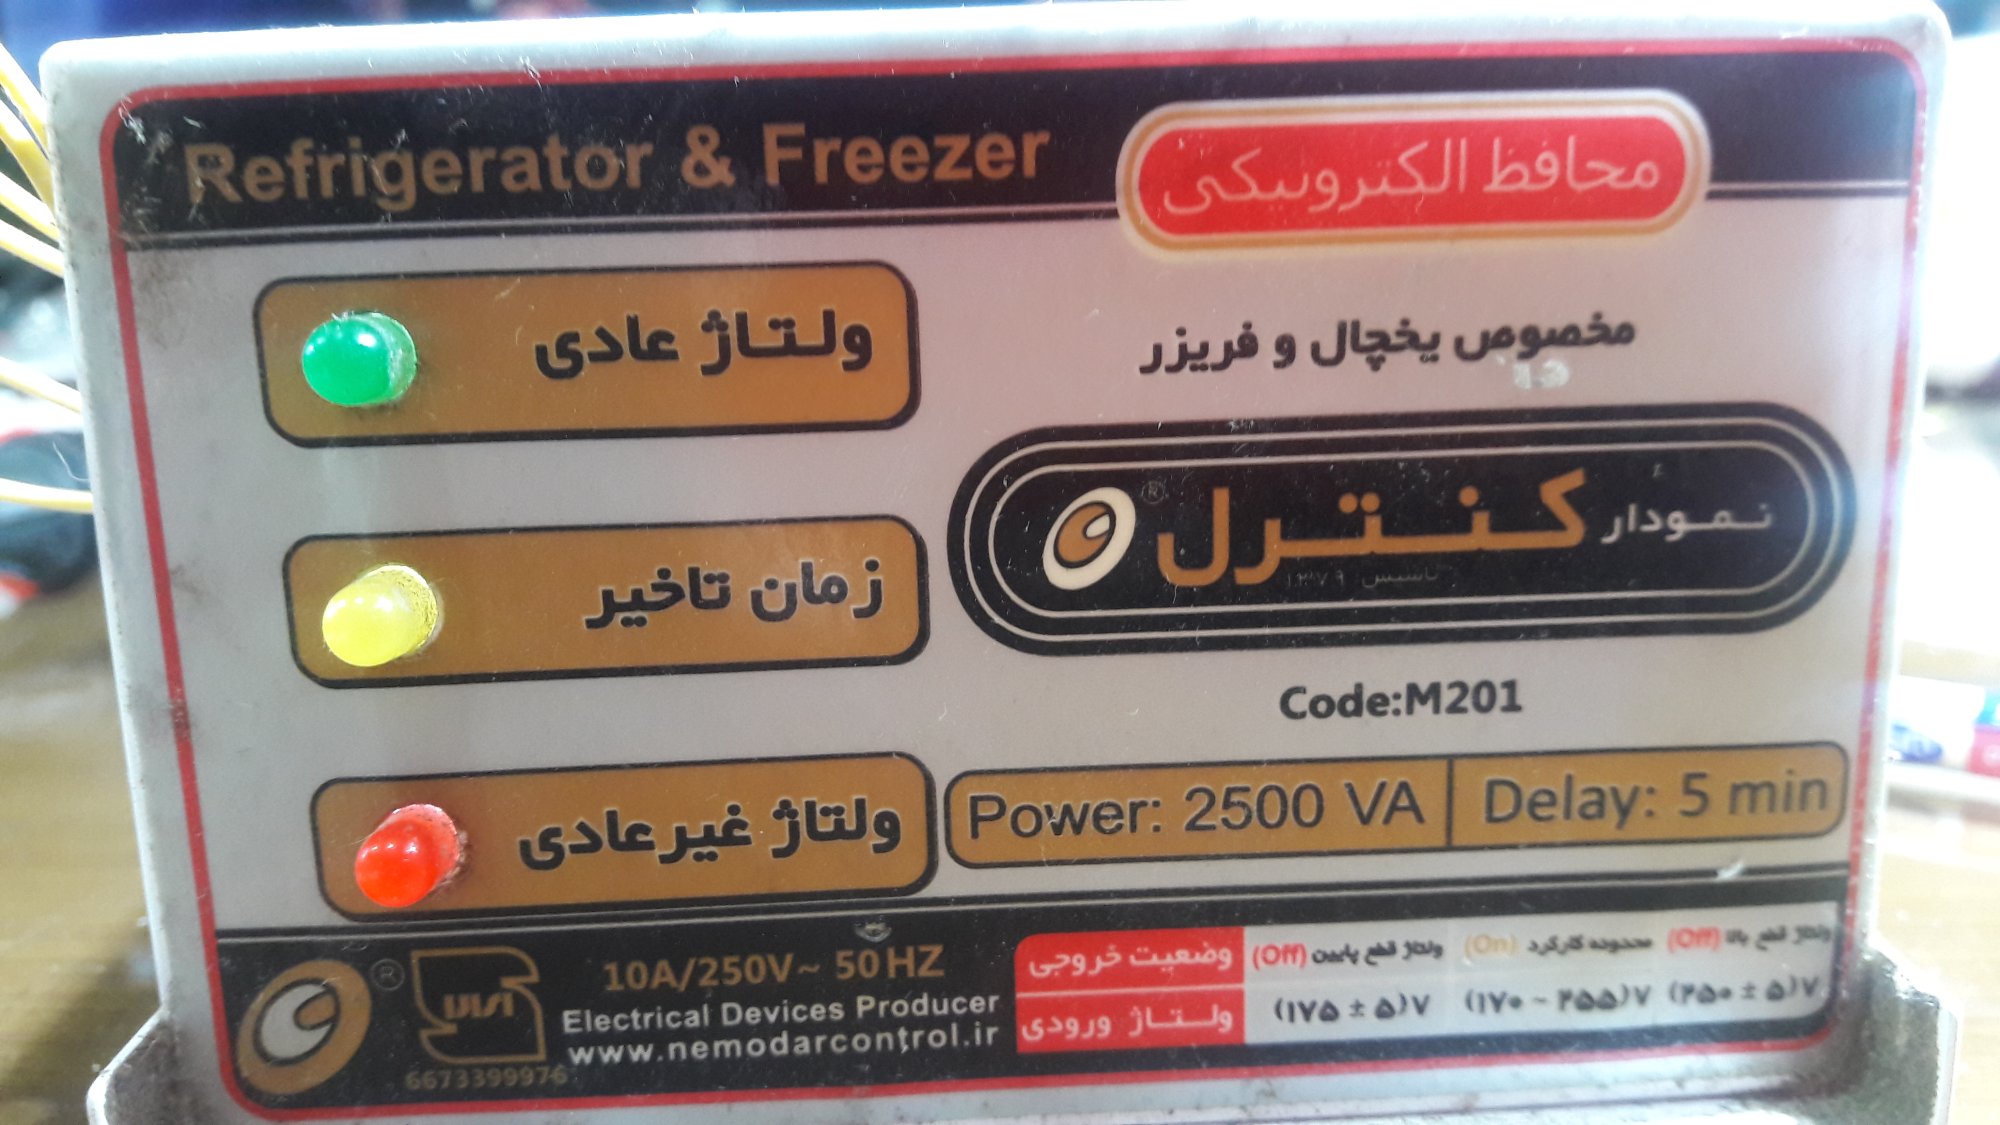 Refrigerator & Freezer
محافظ الکترونیکی
مخصوص یخچال و فریزر
ولتاژ عادی
زمان تاخیر
ولتاژ غیرعادی
نمودار کنترل ®
تاسیس: ۱۳۷۹
Code:M201
Power: 2500 VA
Delay: 5 min
®
10A/250V~ 50HZ
Electrical Devices Producer
www.nemodarcontrol.ir
6673399976
وضعیت خروجی
ولتاژ قطع پایین (Off)
محدوده کارکرد (On)
ولتاژ قطع بالا (Off)
ولتاژ ورودی
(۱۷۵ ± ۵)V
(۱۷۰ ~ ۲۵۵)V
(۲۵۰ ± ۵)V